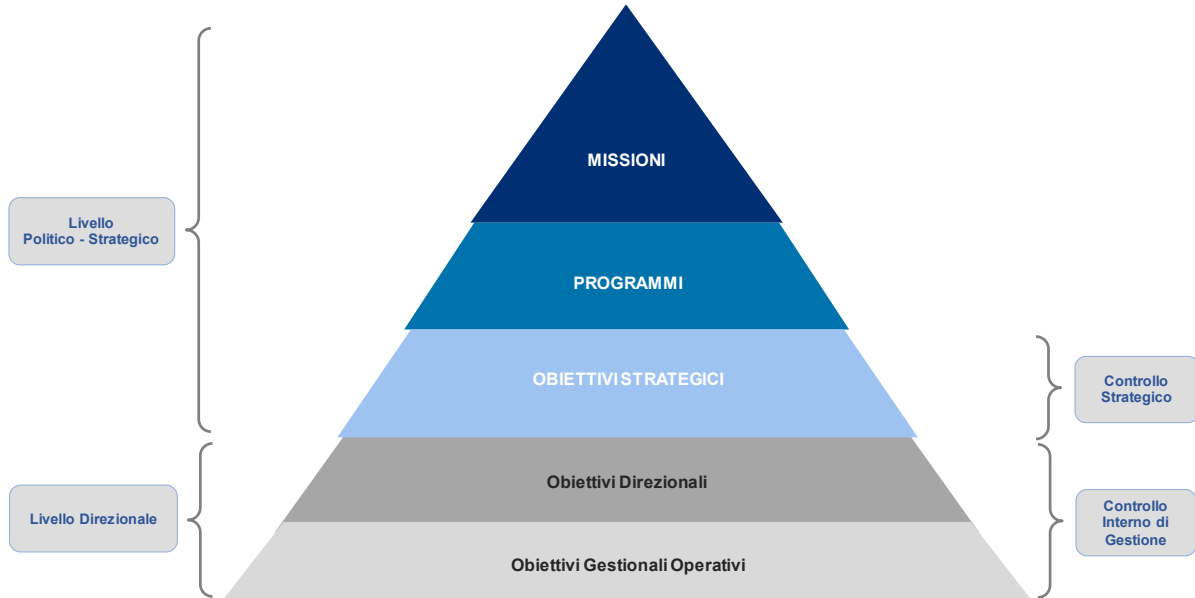 MISSIONI
Livello
Politico - Strategico
PROGRAMMI
OBIETTIVI STRATEGICI
Controllo
Strategico
Obiettivi Direzionali
Livello Direzionale
Controllo
Interno di
Gestione
Obiettivi Gestionali Operativi